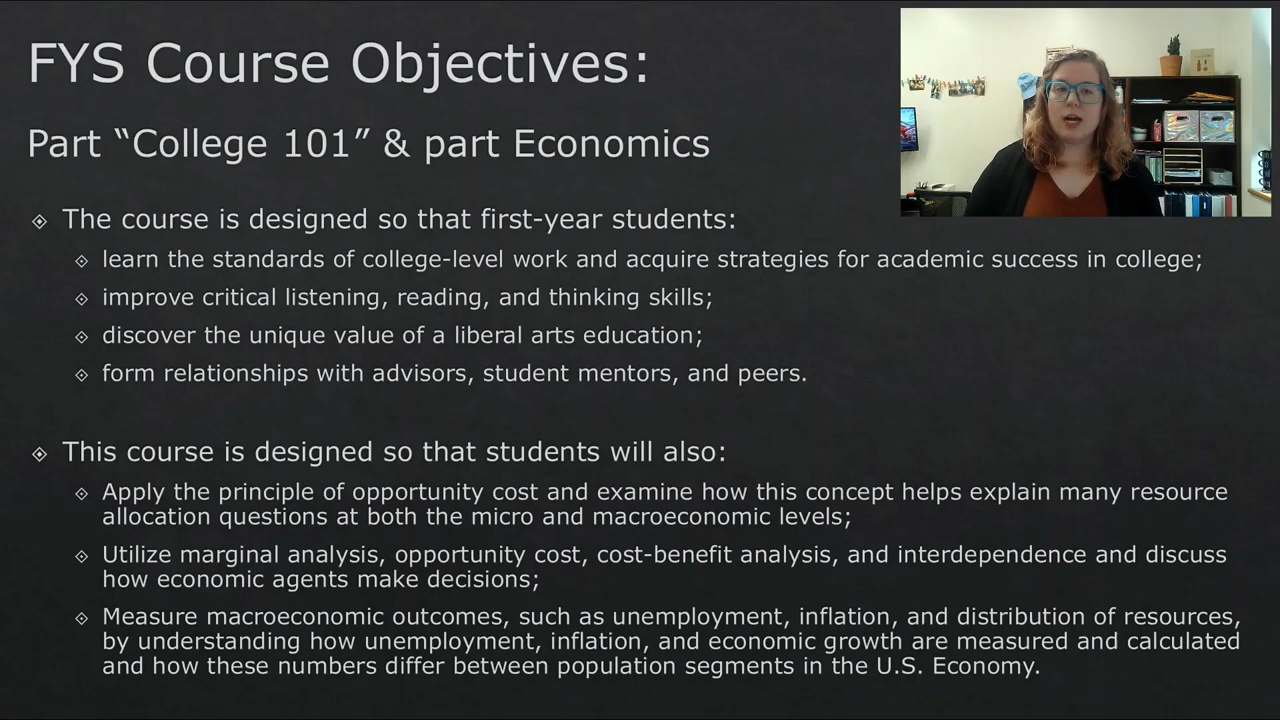 FYS Course Objectives:
Part “College 101” & part Economics
The course is designed so that first-year students:
learn the standards of college-level work and acquire strategies for academic success in college;
improve critical listening, reading, and thinking skills;
discover the unique value of a liberal arts education;
form relationships with advisors, student mentors, and peers.
This course is designed so that students will also:
Apply the principle of opportunity cost and examine how this concept helps explain many resource
allocation questions at both the micro and macroeconomic levels;
Utilize marginal analysis, opportunity cost, cost-benefit analysis, and interdependence and discuss
how economic agents make decisions;
Measure macroeconomic outcomes, such as unemployment, inflation, and distribution of resources,
by understanding how unemployment, inflation, and economic growth are measured and calculated
and how these numbers differ between population segments in the U.S. Economy.